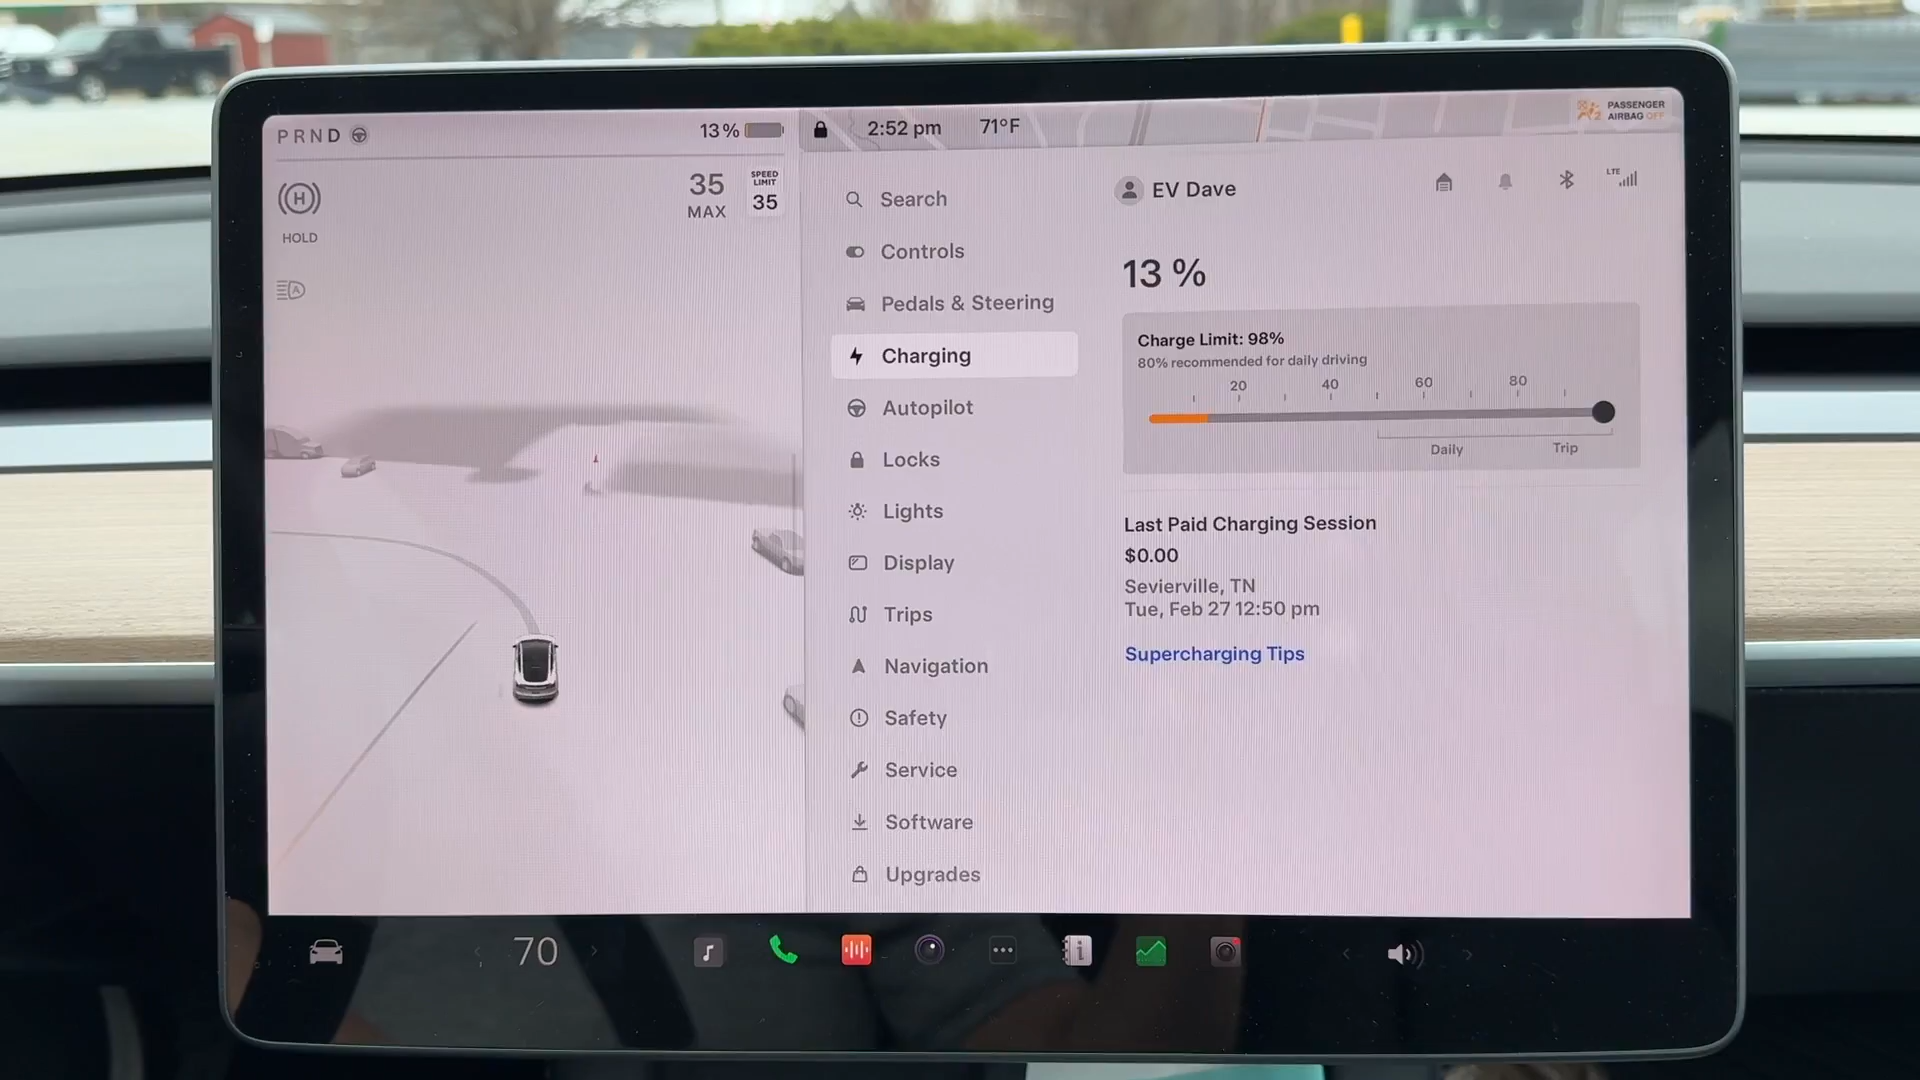 PRND
13%
2:52 pm
71°F
PASSENGER
AIRBAG OFF
H
HOLD
A
35
MAX
SPEED
LIMIT
35
Search
Controls
Pedals & Steering
Charging
Autopilot
Locks
Lights
Display
Trips
Navigation
Safety
Service
Software
Upgrades
EV Dave
LTE
13 %
Charge Limit: 98%
80% recommended for daily driving
20 40 60 80
Daily Trip
Last Paid Charging Session
$0.00
Sevierville, TN
Tue, Feb 27 12:50 pm
Supercharging Tips
70